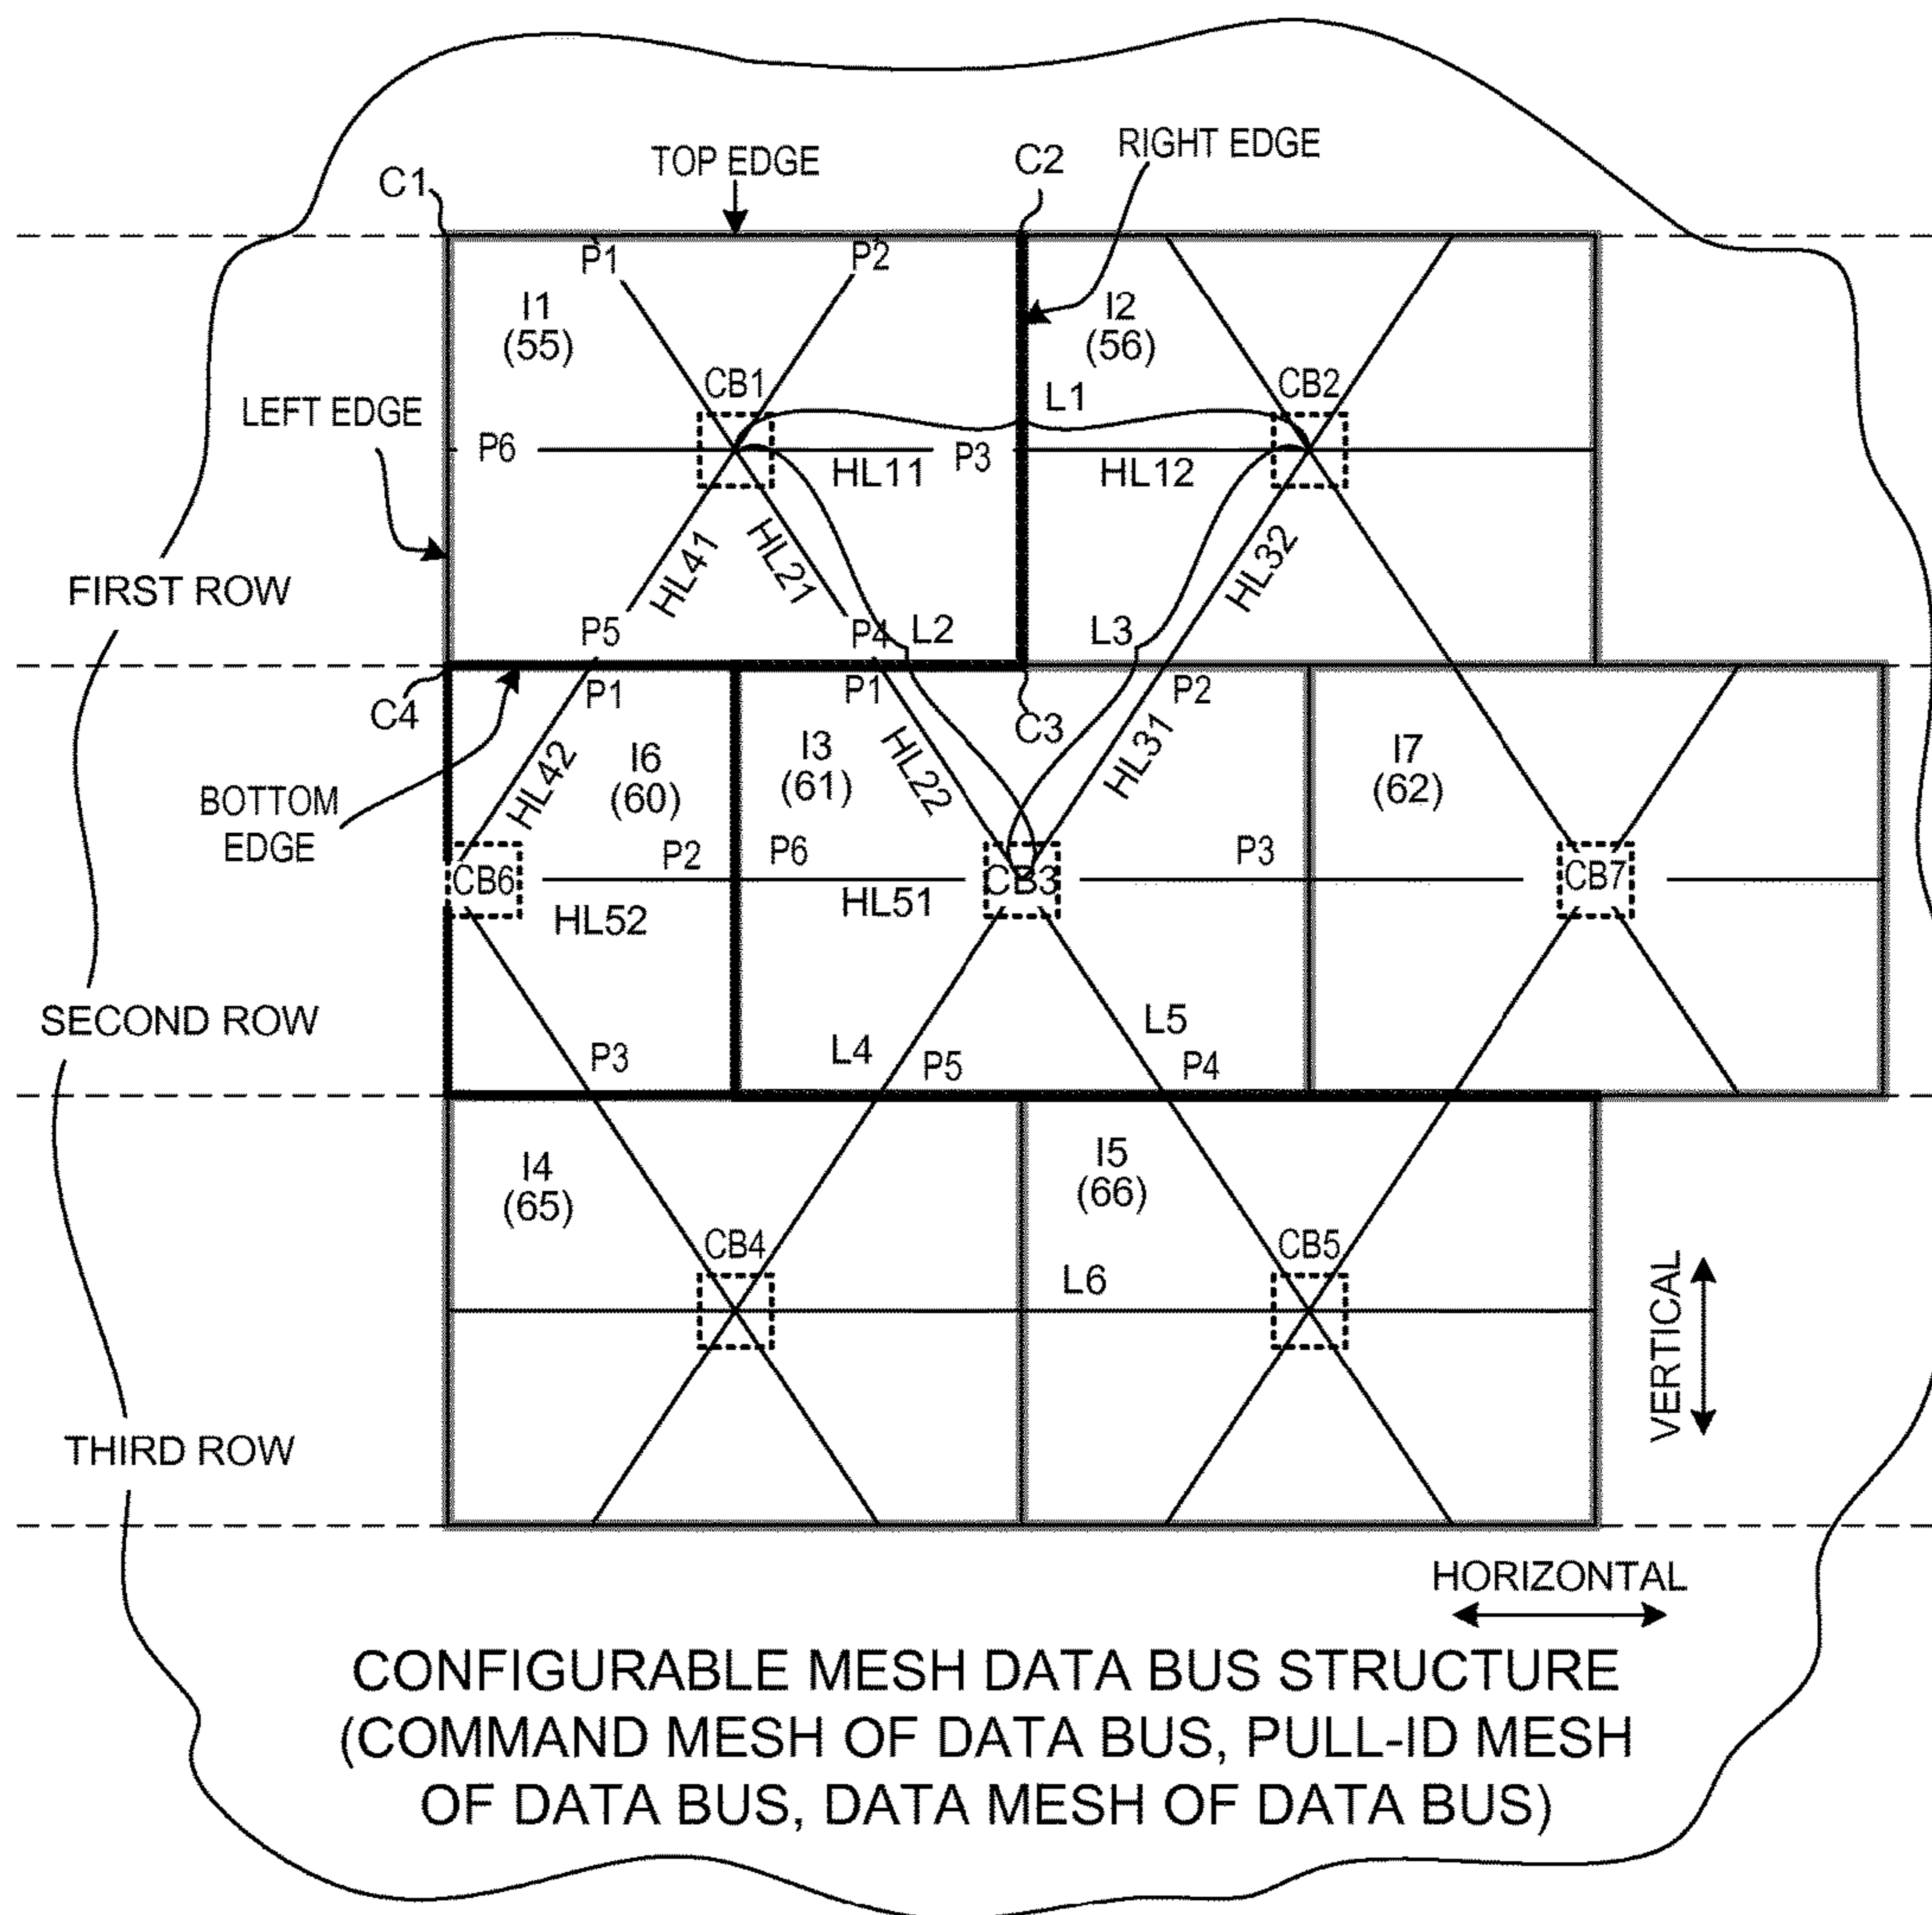 C1
TOP EDGE
C2
RIGHT EDGE
P1
P2
I1
(55)
I2
(56)
CB1
CB2
L1
LEFT EDGE
P6
P3
HL11
HL12
HL41
HL21
HL32
FIRST ROW
P5
P4
L2
L3
C4
P1
P1
P2
C3
HL42
I6
(60)
I3
(61)
HL22
HL31
I7
(62)
BOTTOM
EDGE
P2
P6
P3
CB6
CB3
CB7
HL52
HL51
SECOND ROW
P3
L4
P5
L5
P4
I4
(65)
I5
(66)
CB4
CB5
L6
VERTICAL
THIRD ROW
HORIZONTAL
CONFIGURABLE MESH DATA BUS STRUCTURE
(COMMAND MESH OF DATA BUS, PULL-ID MESH
OF DATA BUS, DATA MESH OF DATA BUS)